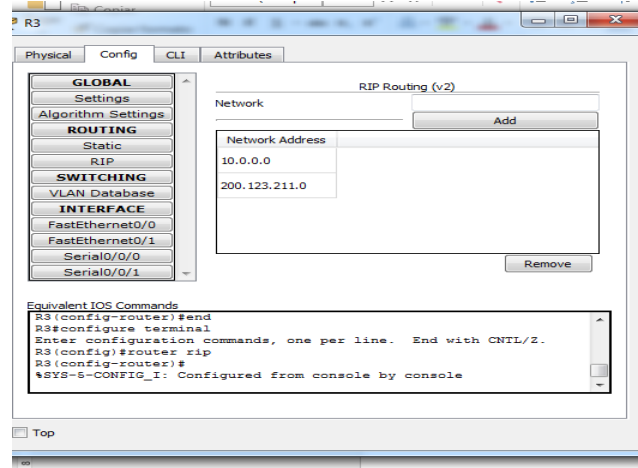 Copiar
R3
Physical Config CLI Attributes
GLOBAL
Settings
Algorithm Settings
ROUTING
Static
RIP
SWITCHING
VLAN Database
INTERFACE
FastEthernet0/0
FastEthernet0/1
Serial0/0/0
Serial0/0/1
RIP Routing (v2)
Network
Add
Network Address
10.0.0.0
200.123.211.0
Remove
Equivalent IOS Commands
R3(config-router)#end
R3#configure terminal
Enter configuration commands, one per line. End with CNTL/Z.
R3(config)#router rip
R3(config-router)#
%SYS-5-CONFIG_I: Configured from console by console
Top